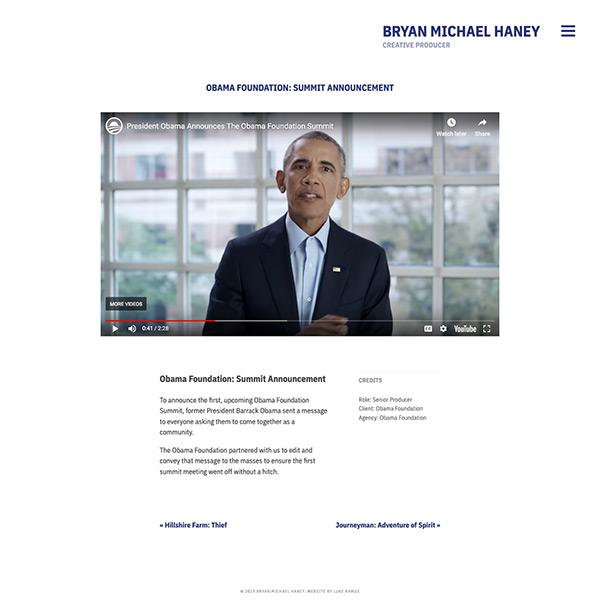 BRYAN MICHAEL HANEY
CREATIVE PRODUCER
OBAMA FOUNDATION: SUMMIT ANNOUNCEMENT
President Obama Announces The Obama Foundation Summit
Watch later
Share
MORE VIDEOS
0:41 / 2:28
YouTube
Obama Foundation: Summit Announcement
To announce the first, upcoming Obama Foundation
Summit, former President Barrack Obama sent a message
to everyone asking them to come together as a
community.
The Obama Foundation partnered with us to edit and
convey that message to the masses to ensure the first
summit meeting went off without a hitch.
CREDITS
Role: Senior Producer
Client: Obama Foundation
Agency: Obama Foundation
« Hillshire Farm: Thief
Journeyman: Adventure of Spirit »
© 2019 BRYAN MICHAEL HANEY. WEBSITE BY LUKE RAMUS